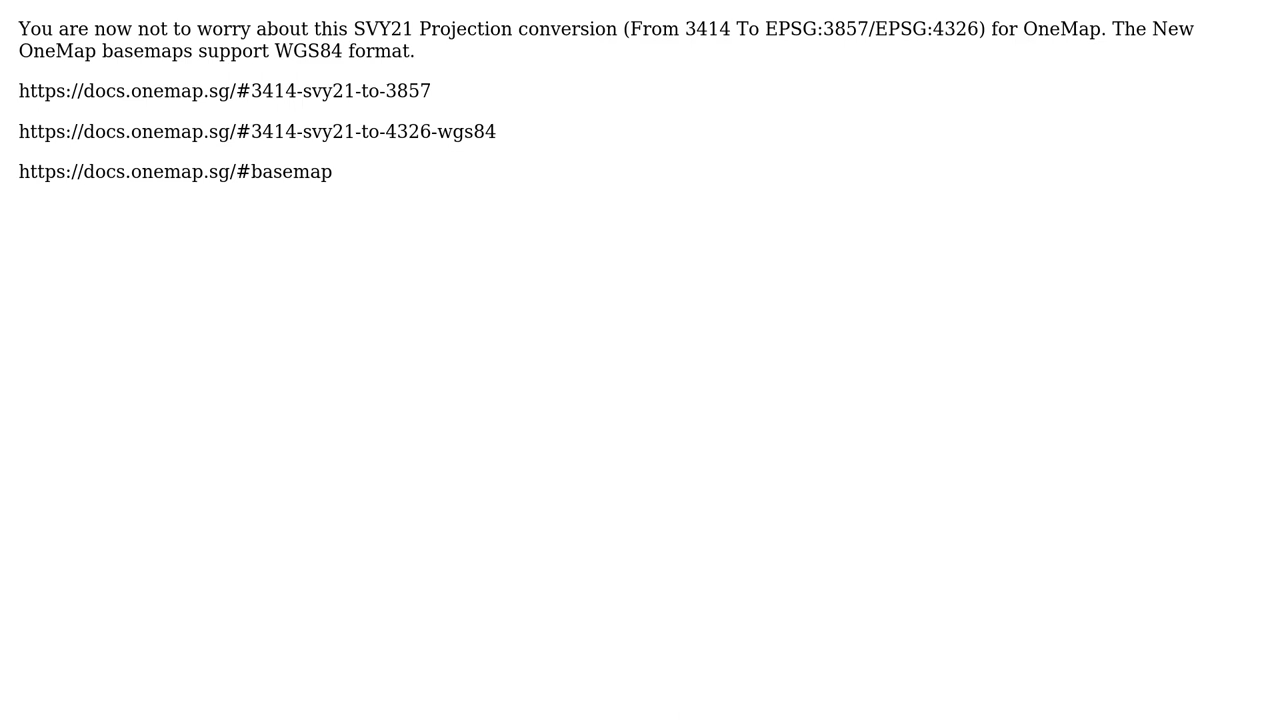 You are now not to worry about this SVY21 Projection conversion (From 3414 To EPSG:3857/EPSG:4326) for OneMap. The New
OneMap basemaps support WGS84 format.
https://docs.onemap.sg/#3414-svy21-to-3857
https://docs.onemap.sg/#3414-svy21-to-4326-wgs84
https://docs.onemap.sg/#basemap